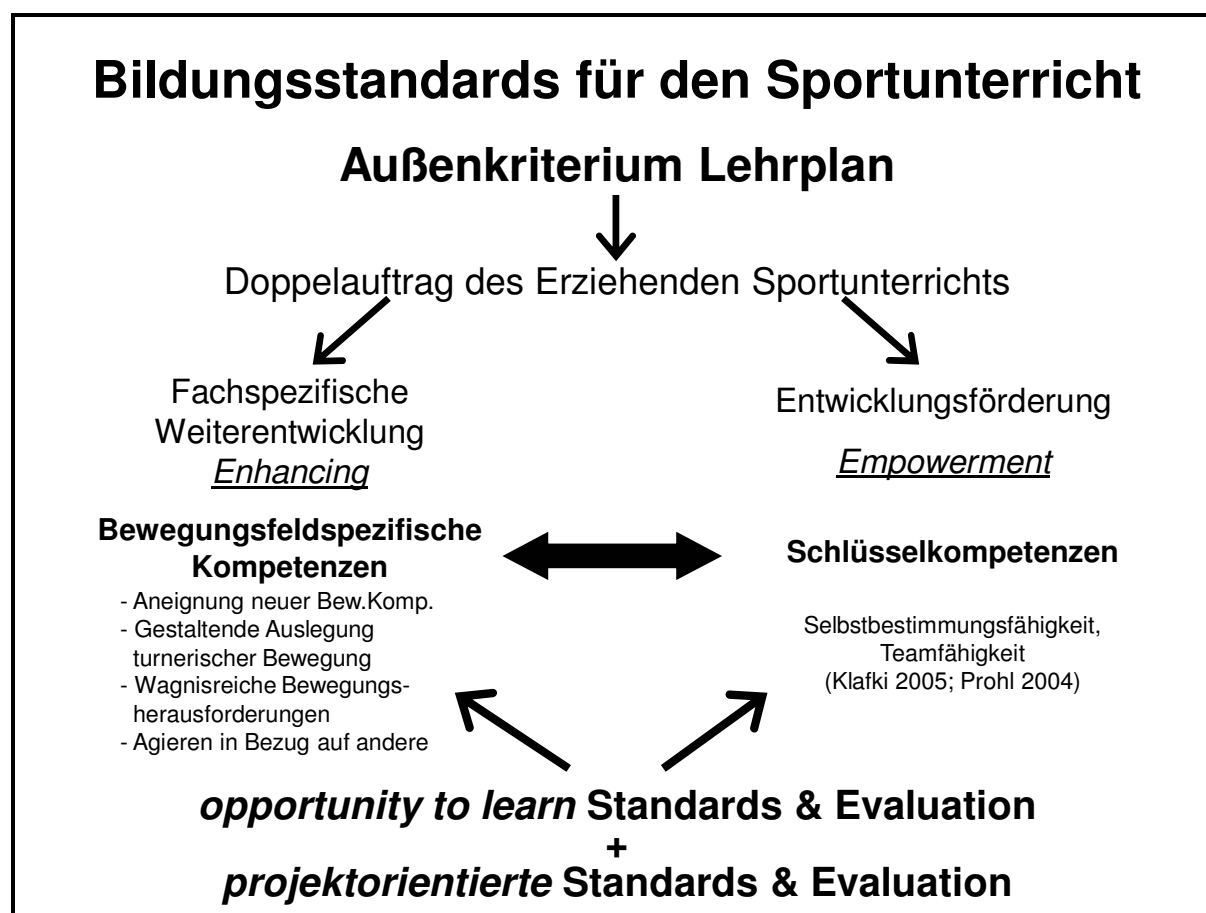 Bildungsstandards für den Sportunterricht
Außenkriterium Lehrplan
Doppelauftrag des Erziehenden Sportunterrichts
Fachspezifische
Weiterentwicklung
Enhancing
Entwicklungsförderung
Empowerment
Bewegungsfeldspezifische
Kompetenzen
- Aneignung neuer Bew.Komp.
- Gestaltende Auslegung
turnerischer Bewegung
- Wagnisreiche Bewegungs-
herausforderungen
- Agieren in Bezug auf andere
Schlüsselkompetenzen
Selbstbestimmungsfähigkeit,
Teamfähigkeit
(Klafki 2005; Prohl 2004)
opportunity to learn Standards & Evaluation
+
projektorientierte Standards & Evaluation